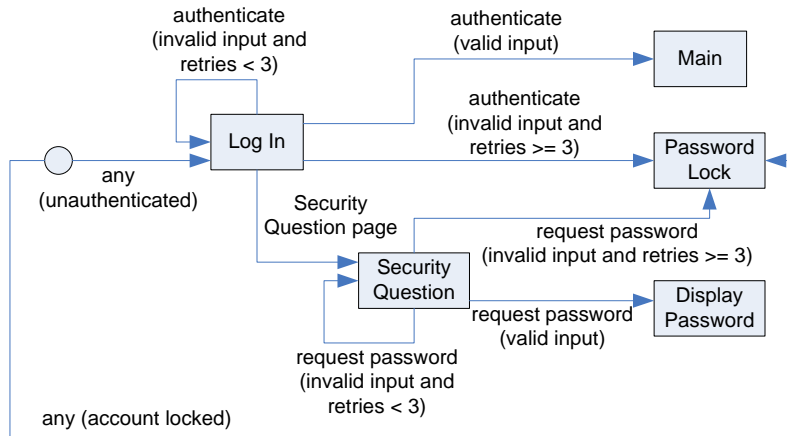 authenticate
(invalid input and
retries < 3)
authenticate
(valid input)
Main
Log In
authenticate
(invalid input and
retries >= 3)
Password
Lock
any
(unauthenticated)
Security
Question page
request password
(invalid input and retries >= 3)
Security
Question
Display
Password
request password
(valid input)
request password
(invalid input and
retries < 3)
any (account locked)